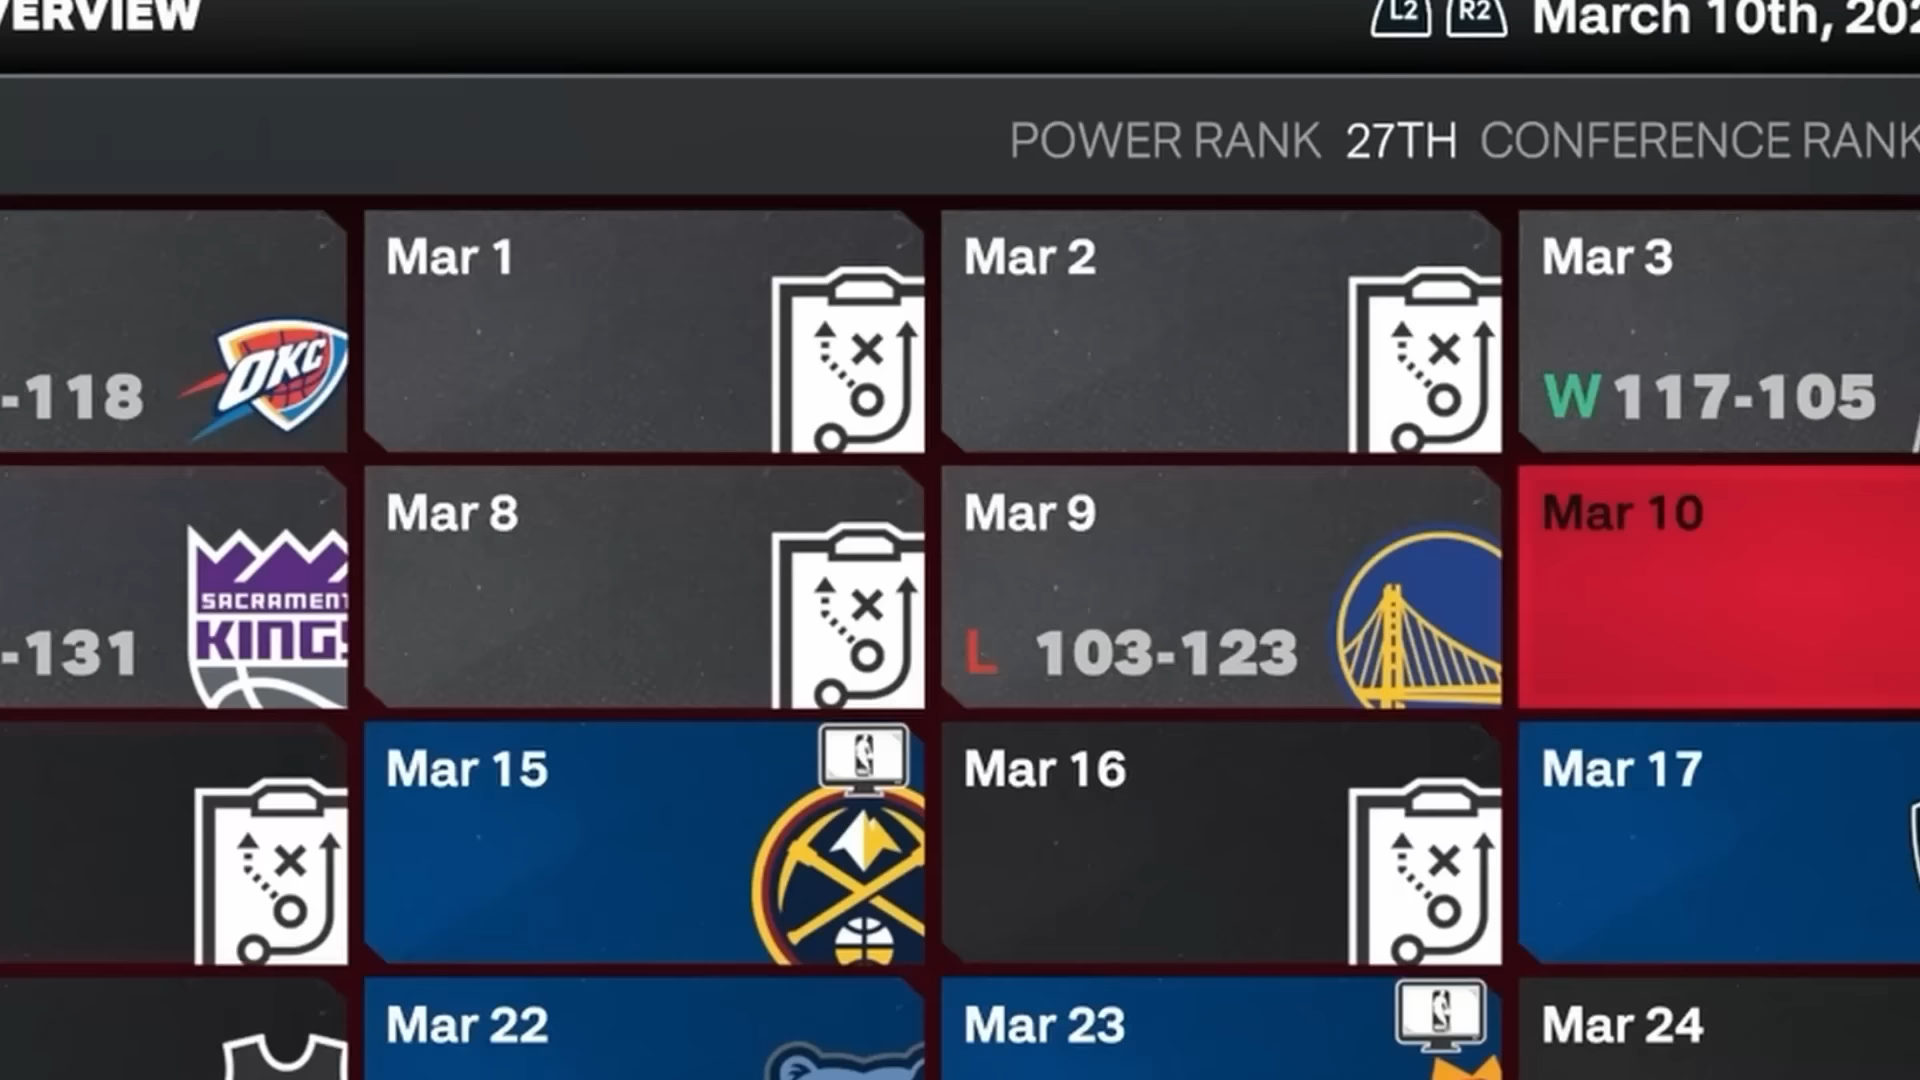 VERVIEW
L2 R2 March 10th, 202
POWER RANK 27TH CONFERENCE RANK
Mar 1
Mar 2
Mar 3
-118
OKC
W 117-105
Mar 8
Mar 9
Mar 10
-131
SACRAMENT
KINGS
L 103-123
Mar 15
Mar 16
Mar 17
Mar 22
Mar 23
Mar 24